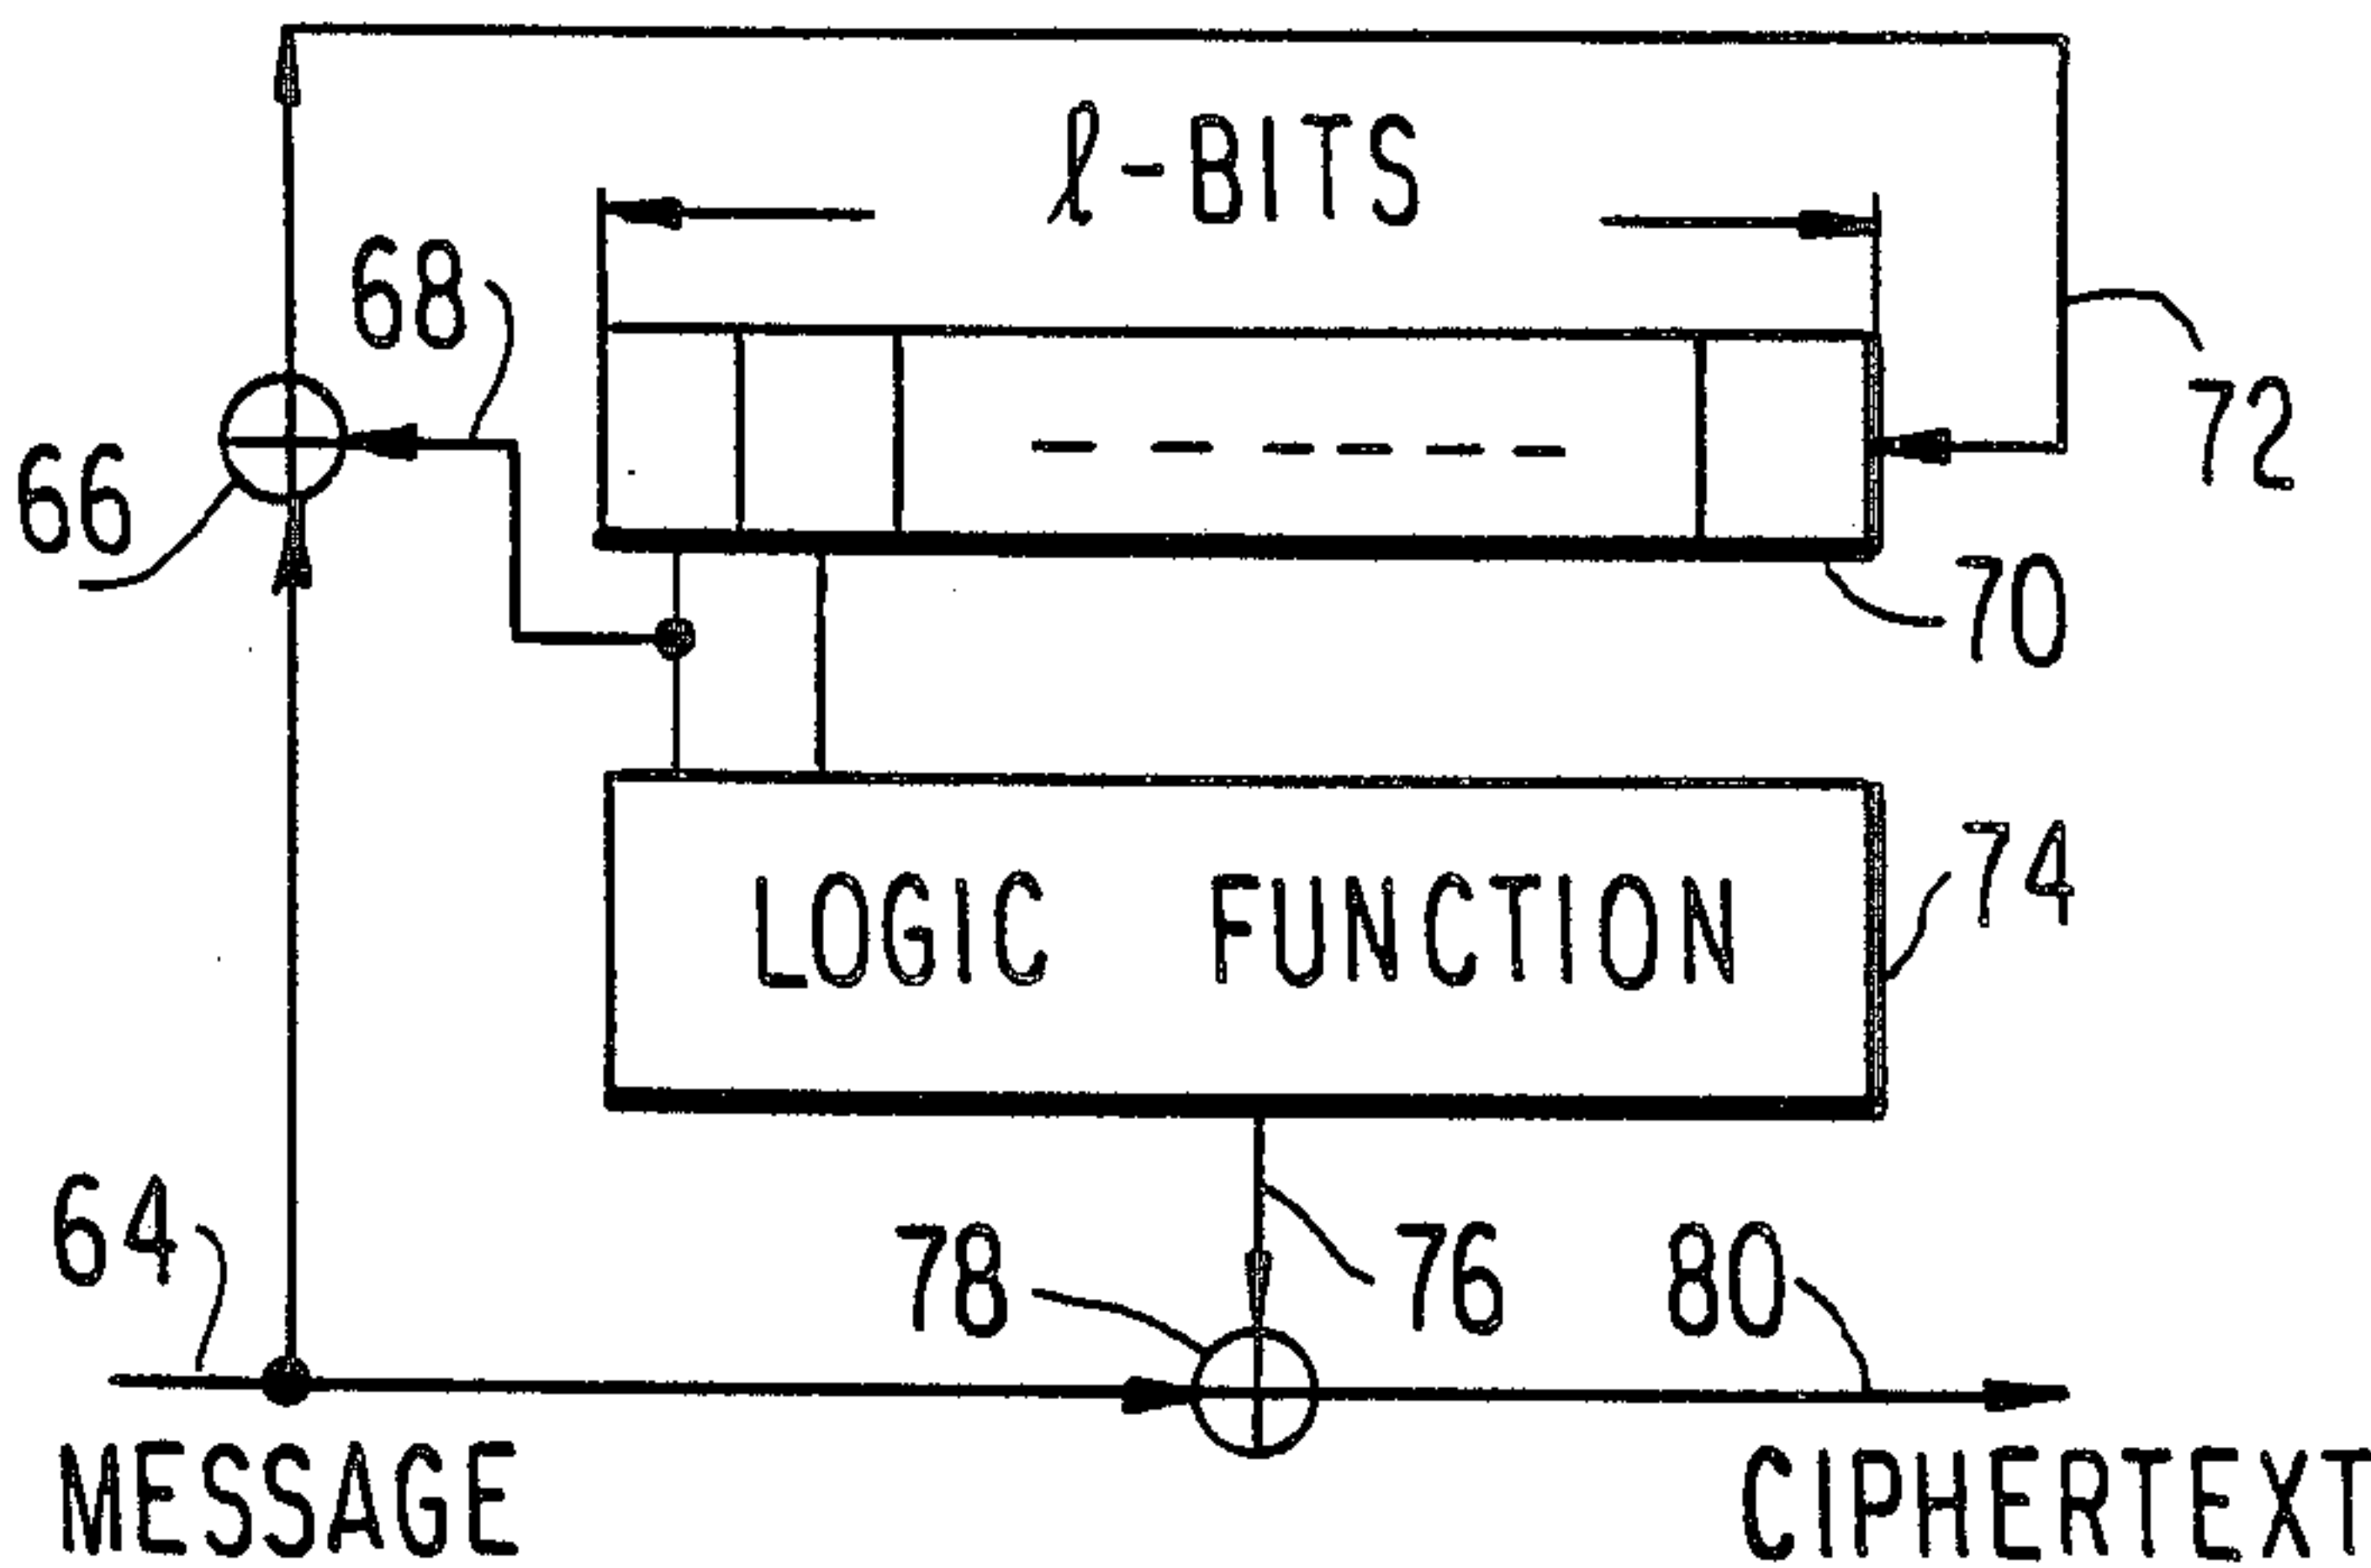 ℓ-BITS
68
66
72
70
LOGIC FUNCTION
74
64
78
76
80
MESSAGE
CIPHERTEXT